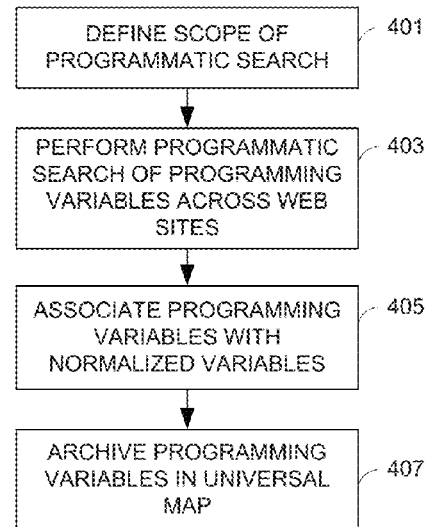 DEFINE SCOPE OF
PROGRAMMATIC SEARCH
401
PERFORM PROGRAMMATIC
SEARCH OF PROGRAMMING
VARIABLES ACROSS WEB
SITES
403
ASSOCIATE PROGRAMMING
VARIABLES WITH
NORMALIZED VARIABLES
405
ARCHIVE PROGRAMMING
VARIABLES IN UNIVERSAL
MAP
407